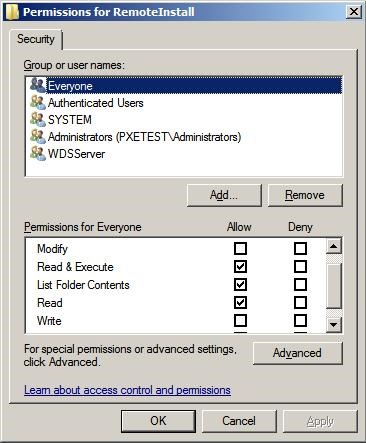 Permissions for RemoteInstall
Security
Group or user names:
Everyone
Authenticated Users
SYSTEM
Administrators (PXETEST\Administrators)
WDSServer
Add...
Remove
Permissions for Everyone Allow Deny
Modify
Read & Execute
List Folder Contents
Read
Write
For special permissions or advanced settings,
click Advanced.
Advanced
Learn about access control and permissions
OK
Cancel
Apply